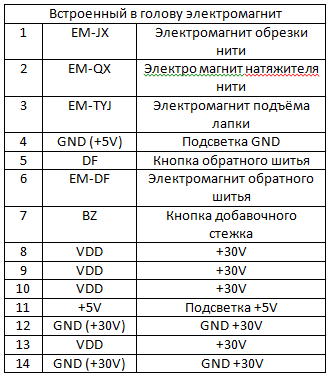 Встроенный в голову электромагнит
1 EM-JX Электромагнит обрезки
нити
2 EM-QX Электро магнит натяжителя
нити
3 EM-TYJ Электромагнит подъёма
лапки
4 GND (+5V) Подсветка GND
5 DF Кнопка обратного шитья
6 EM-DF Электромагнит обратного
шитья
7 BZ Кнопка добавочного
стежка
8 VDD +30V
9 VDD +30V
10 VDD +30V
11 +5V Подсветка +5V
12 GND (+30V) GND +30V
13 VDD +30V
14 GND (+30V) GND +30V